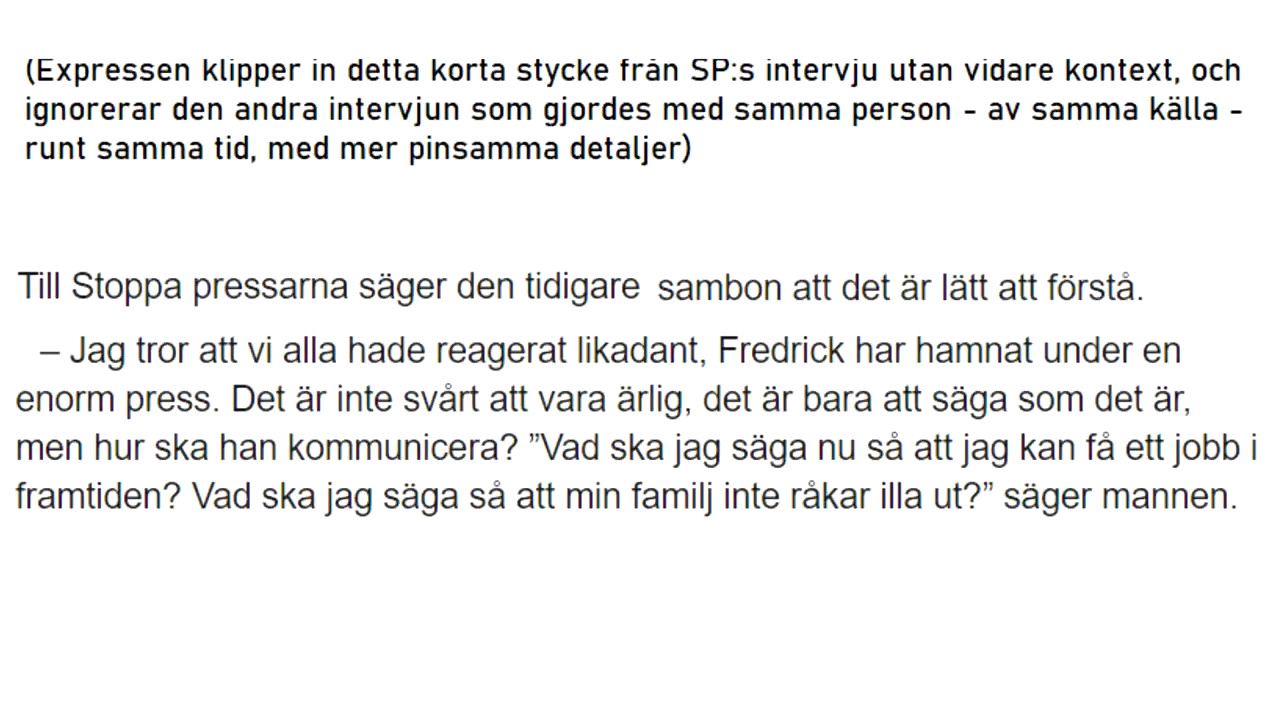 (Expressen klipper in detta korta stycke från SP:s intervju utan vidare kontext, och
ignorerar den andra intervjun som gjordes med samma person - av samma källa -
runt samma tid, med mer pinsamma detaljer)
Till Stoppa pressarna säger den tidigare sambon att det är lätt att förstå.
– Jag tror att vi alla hade reagerat likadant, Fredrick har hamnat under en
enorm press. Det är inte svårt att vara ärlig, det är bara att säga som det är,
men hur ska han kommunicera? ”Vad ska jag säga nu så att jag kan få ett jobb i
framtiden? Vad ska jag säga så att min familj inte råkar illa ut?” säger mannen.